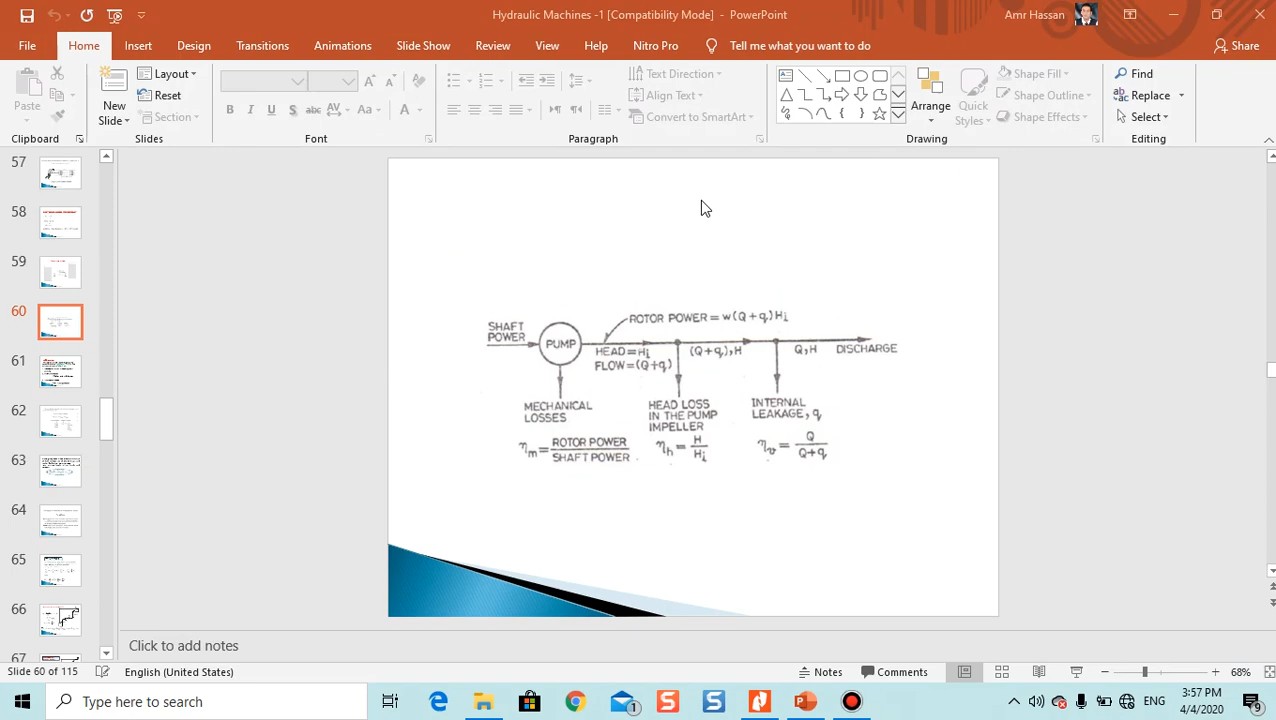 Hydraulic Machines -1 [Compatibility Mode] - PowerPoint
Amr Hassan
File
Home
Insert
Design
Transitions
Animations
Slide Show
Review
View
Help
Nitro Pro
Tell me what you want to do
Share
Paste
New
Slide
Layout
Reset
Section
B I U S abc AV Aa A
Text Direction
Align Text
Convert to SmartArt
Arrange
Quick
Styles
Shape Fill
Shape Outline
Shape Effects
Find
Replace
Select
Clipboard
Slides
Font
Paragraph
Drawing
Editing
57
58
59
60
61
62
63
64
65
66
67
ROTOR POWER = w(Q+q)Hi
SHAFT
POWER
PUMP
HEAD = Hi
FLOW = (Q+q)
(Q+q),H
Q,H
DISCHARGE
MECHANICAL
LOSSES
HEAD LOSS
IN THE PUMP
IMPELLER
INTERNAL
LEAKAGE, q
ηm = ROTOR POWER / SHAFT POWER
ηh = H / Hi
ηv = Q / Q+q
Click to add notes
Slide 60 of 115
English (United States)
Notes
Comments
68%
Type here to search
1
3:57 PM
4/4/2020
9